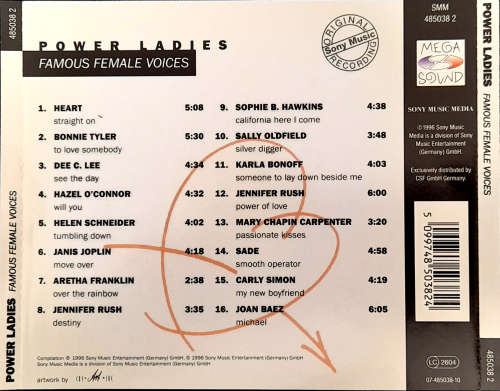 485038 2
POWER LADIES
FAMOUS FEMALE VOICES
ORIGINAL
Sony Music
RECORDING
1. HEART 5:08
straight on
2. BONNIE TYLER 5:30
to love somebody
3. DEE C. LEE 3:53
see the day
4. HAZEL O'CONNOR 4:32
will you
5. HELEN SCHNEIDER 4:02
tumbling down
6. JANIS JOPLIN 4:18
move over
7. ARETHA FRANKLIN 2:38
over the rainbow
8. JENNIFER RUSH 3:35
destiny
9. SOPHIE B. HAWKINS 4:38
california here I come
10. SALLY OLDFIELD 3:48
silver digger
11. KARLA BONOFF 4:03
someone to lay down beside me
12. JENNIFER RUSH 6:00
power of love
13. MARY CHAPIN CARPENTER 3:20
passionate kisses
14. SADE 4:58
smooth operator
15. CARLY SIMON 4:19
my new boyfriend
16. JOAN BAEZ 6:05
michael
Compilation ℗ 1996 Sony Music Entertainment (Germany) GmbH, © 1996 Sony Music Entertainment (Germany) GmbH.
Sony Music Media is a division of Sony Music Entertainment (Germany) GmbH.
artwork by
SMM
485038 2
MEGA
SOUND
SONY MUSIC MEDIA
© 1996 Sony Music
Media is a division of Sony
Music Entertainment
(Germany) GmbH.
Exclusively distributed by
CSF GmbH Germany.
5 099748 503824
LC 2604
07-485038-10
POWER LADIES FAMOUS FEMALE VOICES
485038 2
POWER LADIES FAMOUS FEMALE VOICES
485038 2